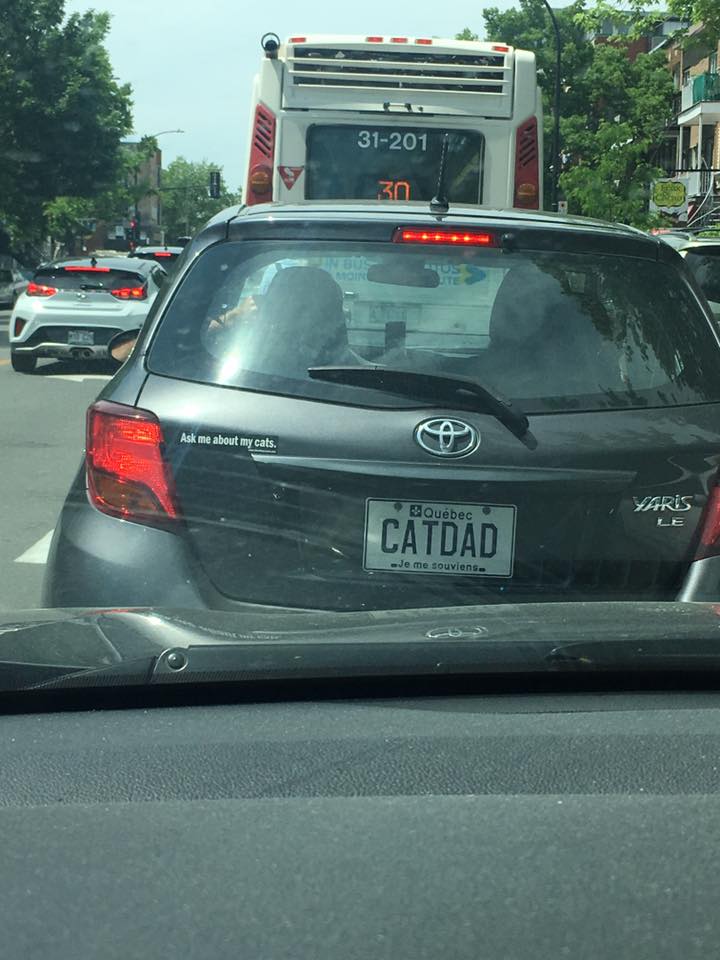 31-201
30
Ask me about my cats.
YARIS
LE
Québec
CATDAD
Je me souviens